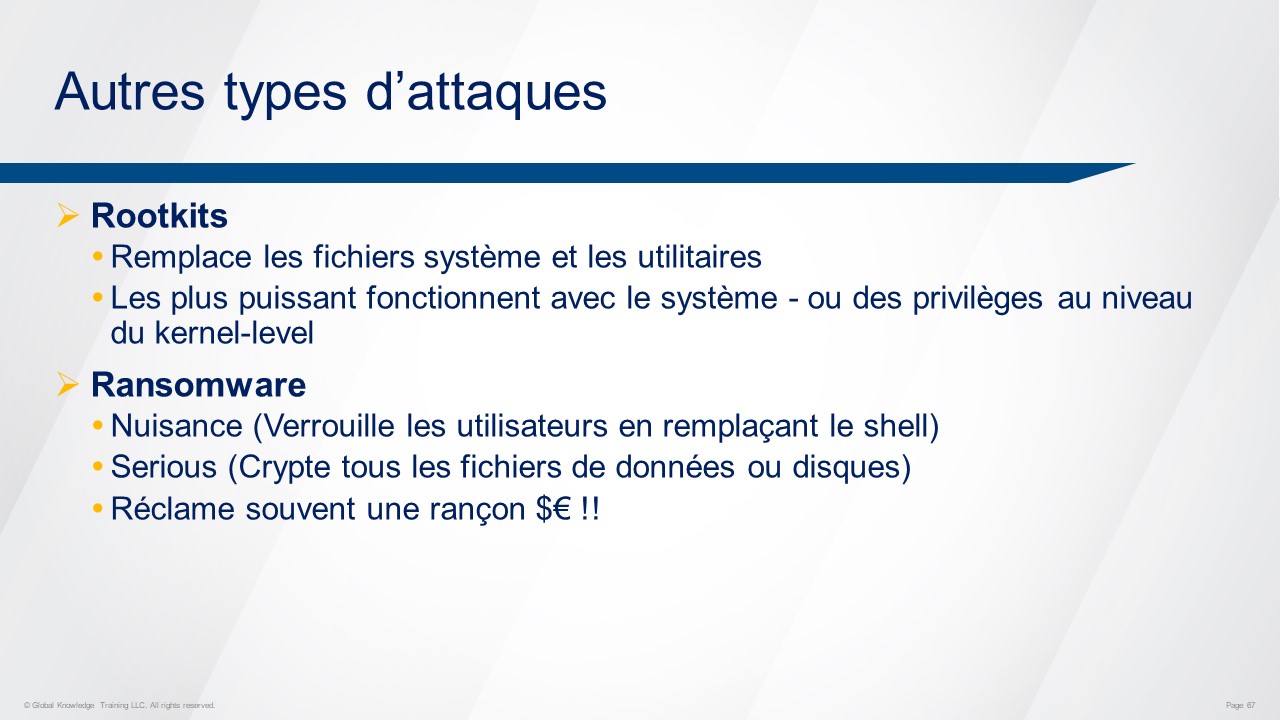 Autres types d’attaques
Rootkits
Remplace les fichiers système et les utilitaires
Les plus puissant fonctionnent avec le système - ou des privilèges au niveau
du kernel-level
Ransomware
Nuisance (Verrouille les utilisateurs en remplaçant le shell)
Serious (Crypte tous les fichiers de données ou disques)
Réclame souvent une rançon $€ !!
© Global Knowledge Training LLC. All rights reserved.
Page 67